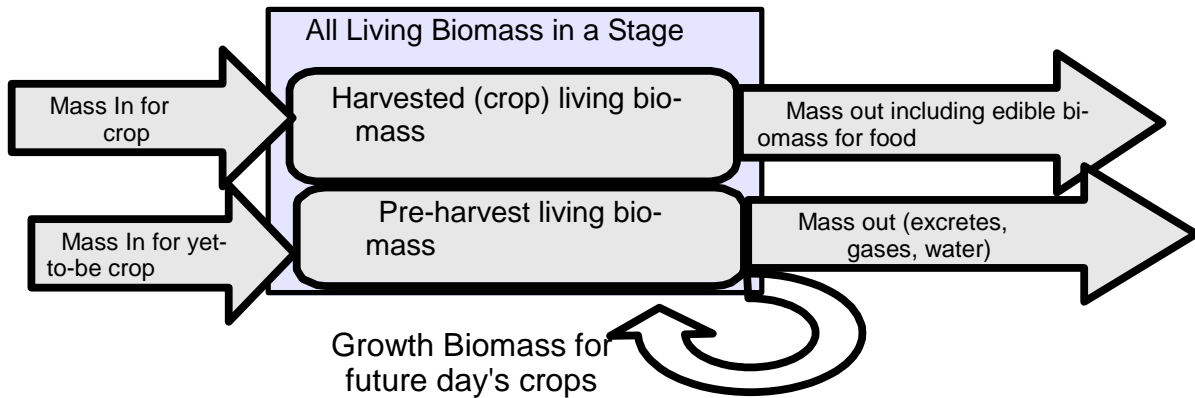 All Living Biomass in a Stage
Mass In for
crop
Harvested (crop) living bio-
mass
Mass out including edible bi-
omass for food
Mass In for yet-
to-be crop
Pre-harvest living bio-
mass
Mass out (excretes,
gases, water)
Growth Biomass for
future day's crops